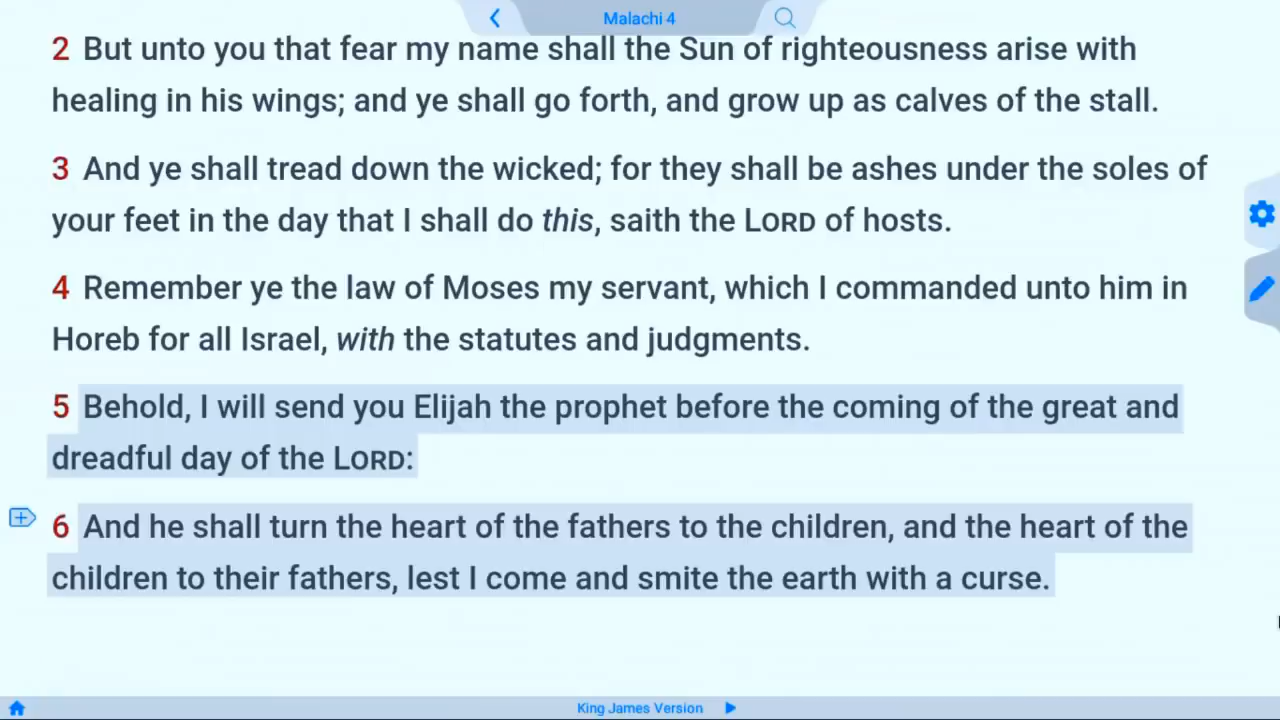 Malachi 4
2 But unto you that fear my name shall the Sun of righteousness arise with
healing in his wings; and ye shall go forth, and grow up as calves of the stall.
3 And ye shall tread down the wicked; for they shall be ashes under the soles of
your feet in the day that I shall do this, saith the LORD of hosts.
4 Remember ye the law of Moses my servant, which I commanded unto him in
Horeb for all Israel, with the statutes and judgments.
5 Behold, I will send you Elijah the prophet before the coming of the great and
dreadful day of the LORD:
6 And he shall turn the heart of the fathers to the children, and the heart of the
children to their fathers, lest I come and smite the earth with a curse.
King James Version